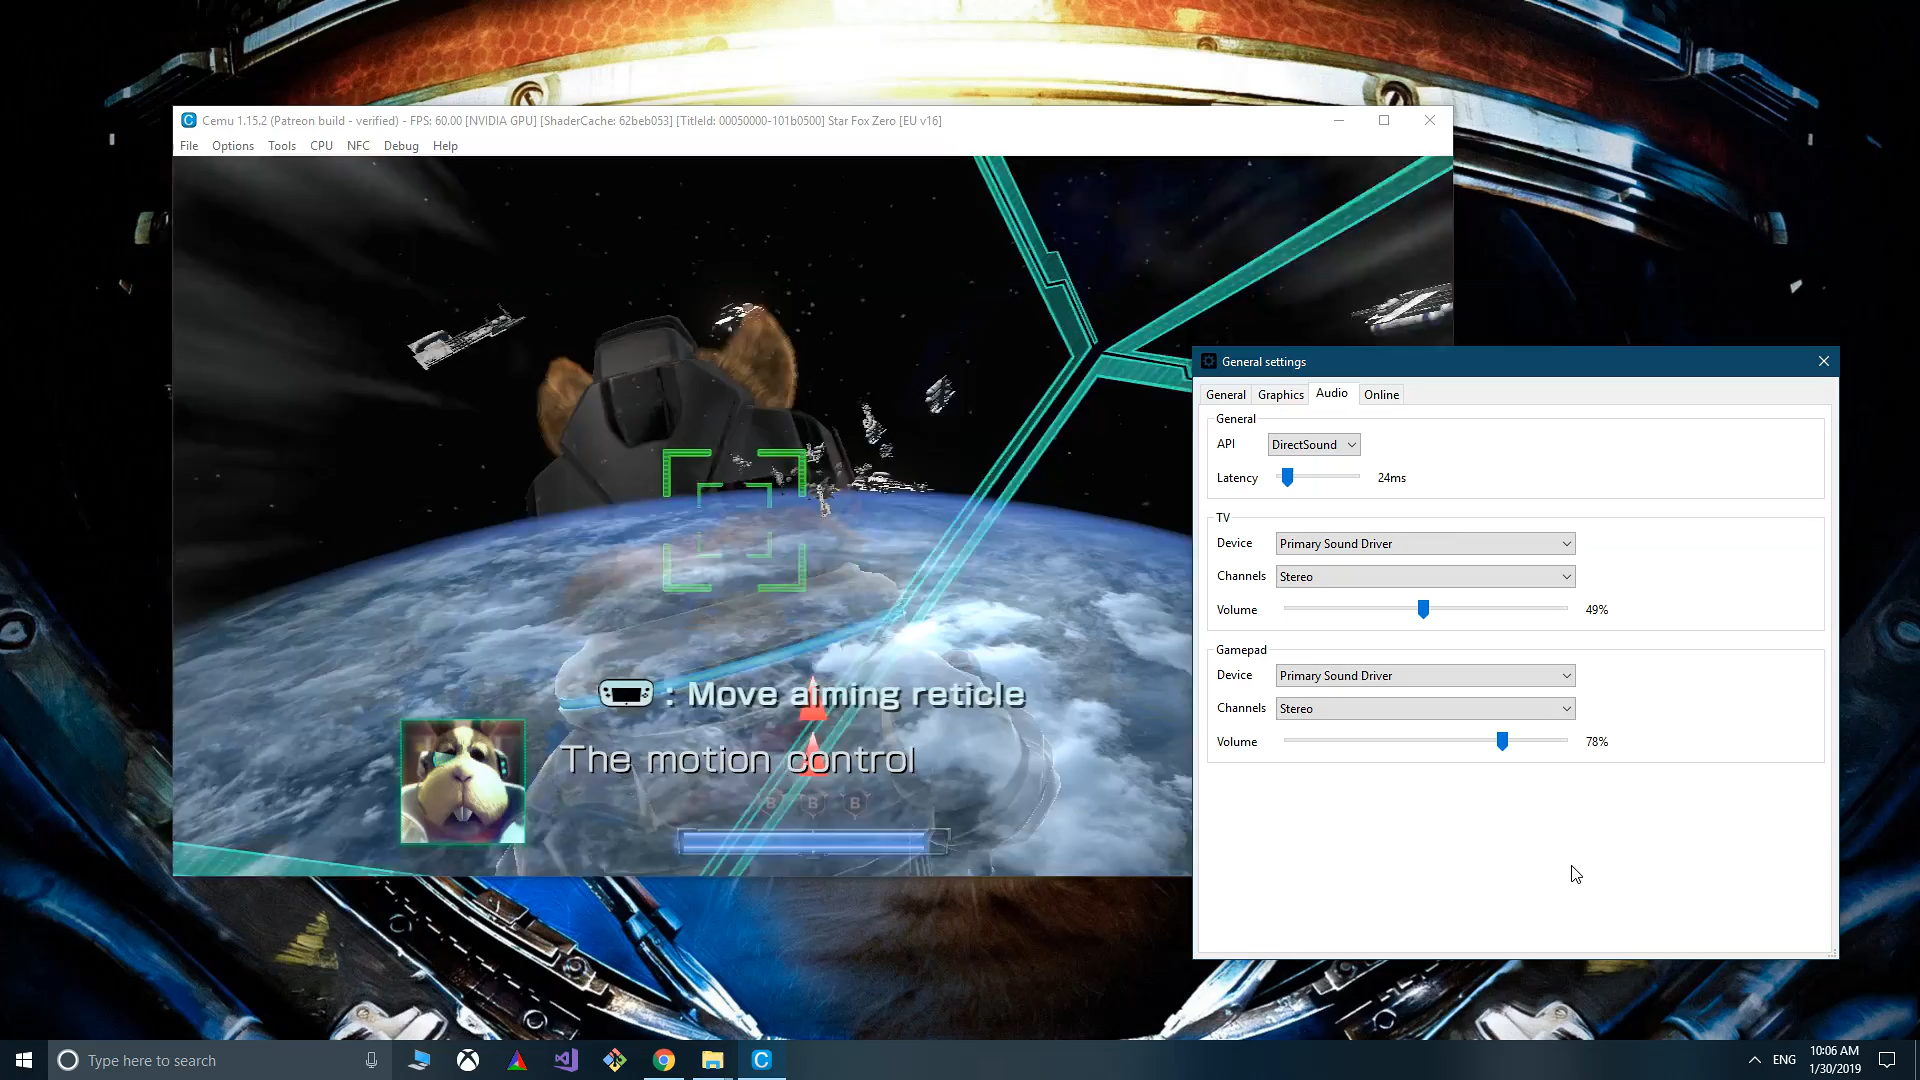 Cemu 1.15.2 (Patreon build - verified) - FPS: 60.00 [NVIDIA GPU] [ShaderCache: 62beb053] [TitleId: 00050000-101b0500] Star Fox Zero [EU v16]
File Options Tools CPU NFC Debug Help
: Move aiming reticle
The motion control
B B B
General settings
General Graphics Audio Online
General
API DirectSound
Latency 24ms
TV
Device Primary Sound Driver
Channels Stereo
Volume 49%
Gamepad
Device Primary Sound Driver
Channels Stereo
Volume 78%
Type here to search
ENG
10:06 AM
1/30/2019